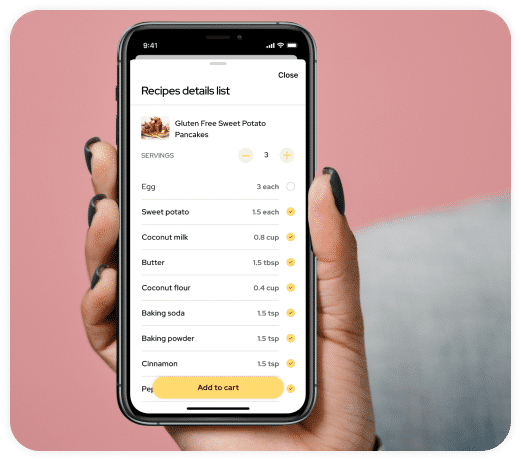 9:41
Close
Recipes details list
Gluten Free Sweet Potato
Pancakes
SERVINGS
3
Egg 3 each
Sweet potato 1.5 each
Coconut milk 0.8 cup
Butter 1.5 tbsp
Coconut flour 0.4 cup
Baking soda 1.5 tsp
Baking powder 1.5 tsp
Cinnamon 1.5 tsp
Add to cart